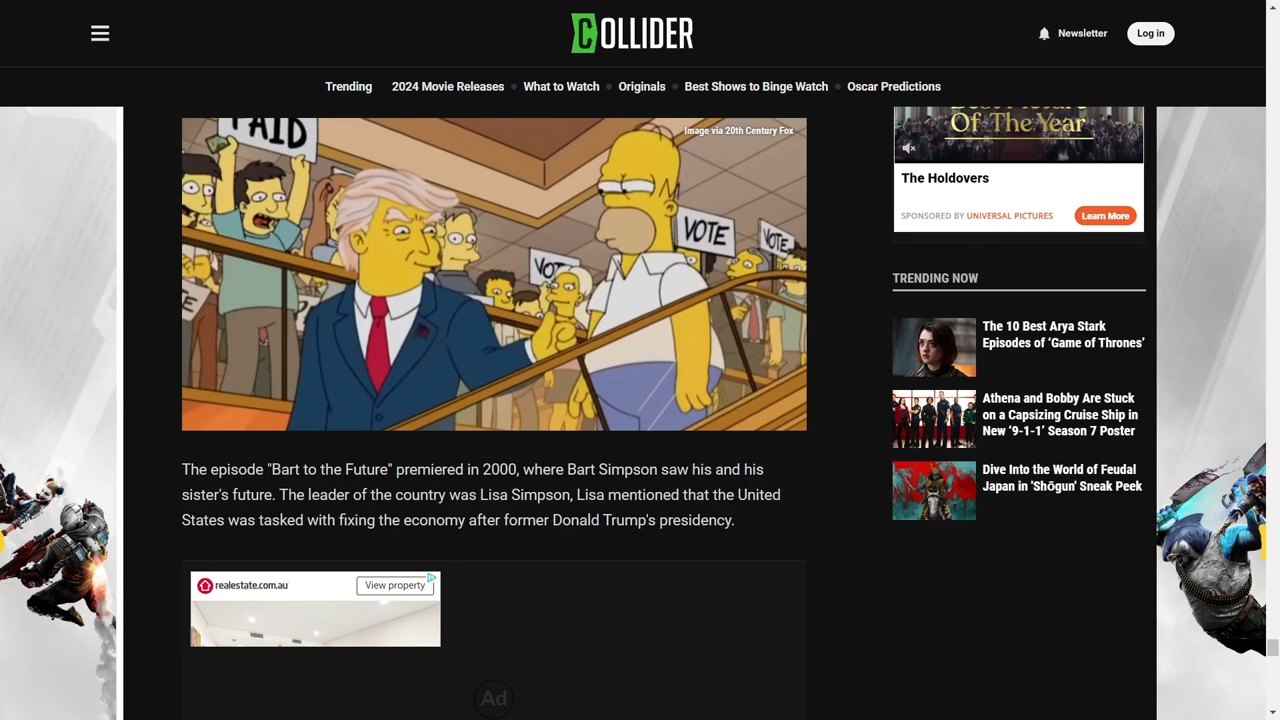 COLLIDER
Newsletter
Log in
Trending
2024 Movie Releases
What to Watch
Originals
Best Shows to Binge Watch
Oscar Predictions
PAID
Image via 20th Century Fox
VOTE
VOTE
VOT
TE
Best Picture
Of The Year
The Holdovers
SPONSORED BY UNIVERSAL PICTURES
Learn More
TRENDING NOW
The 10 Best Arya Stark
Episodes of ‘Game of Thrones’
Athena and Bobby Are Stuck
on a Capsizing Cruise Ship in
New ‘9-1-1’ Season 7 Poster
Dive Into the World of Feudal
Japan in 'Shōgun' Sneak Peek
The episode "Bart to the Future" premiered in 2000, where Bart Simpson saw his and his
sister's future. The leader of the country was Lisa Simpson, Lisa mentioned that the United
States was tasked with fixing the economy after former Donald Trump's presidency.
realestate.com.au
View property
Ad